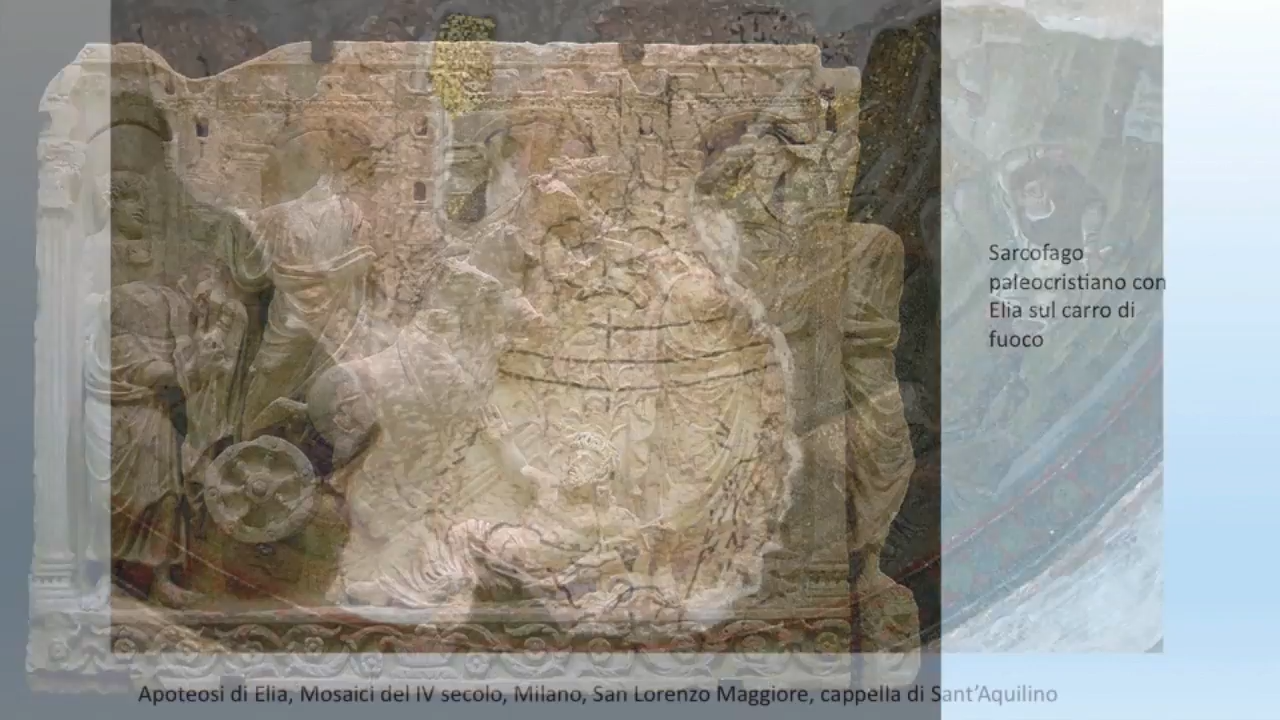 Sarcofago
paleocristiano con
Elia sul carro di
fuoco
Apoteosi di Elia, Mosaici del IV secolo, Milano, San Lorenzo Maggiore, cappella di Sant’Aquilino